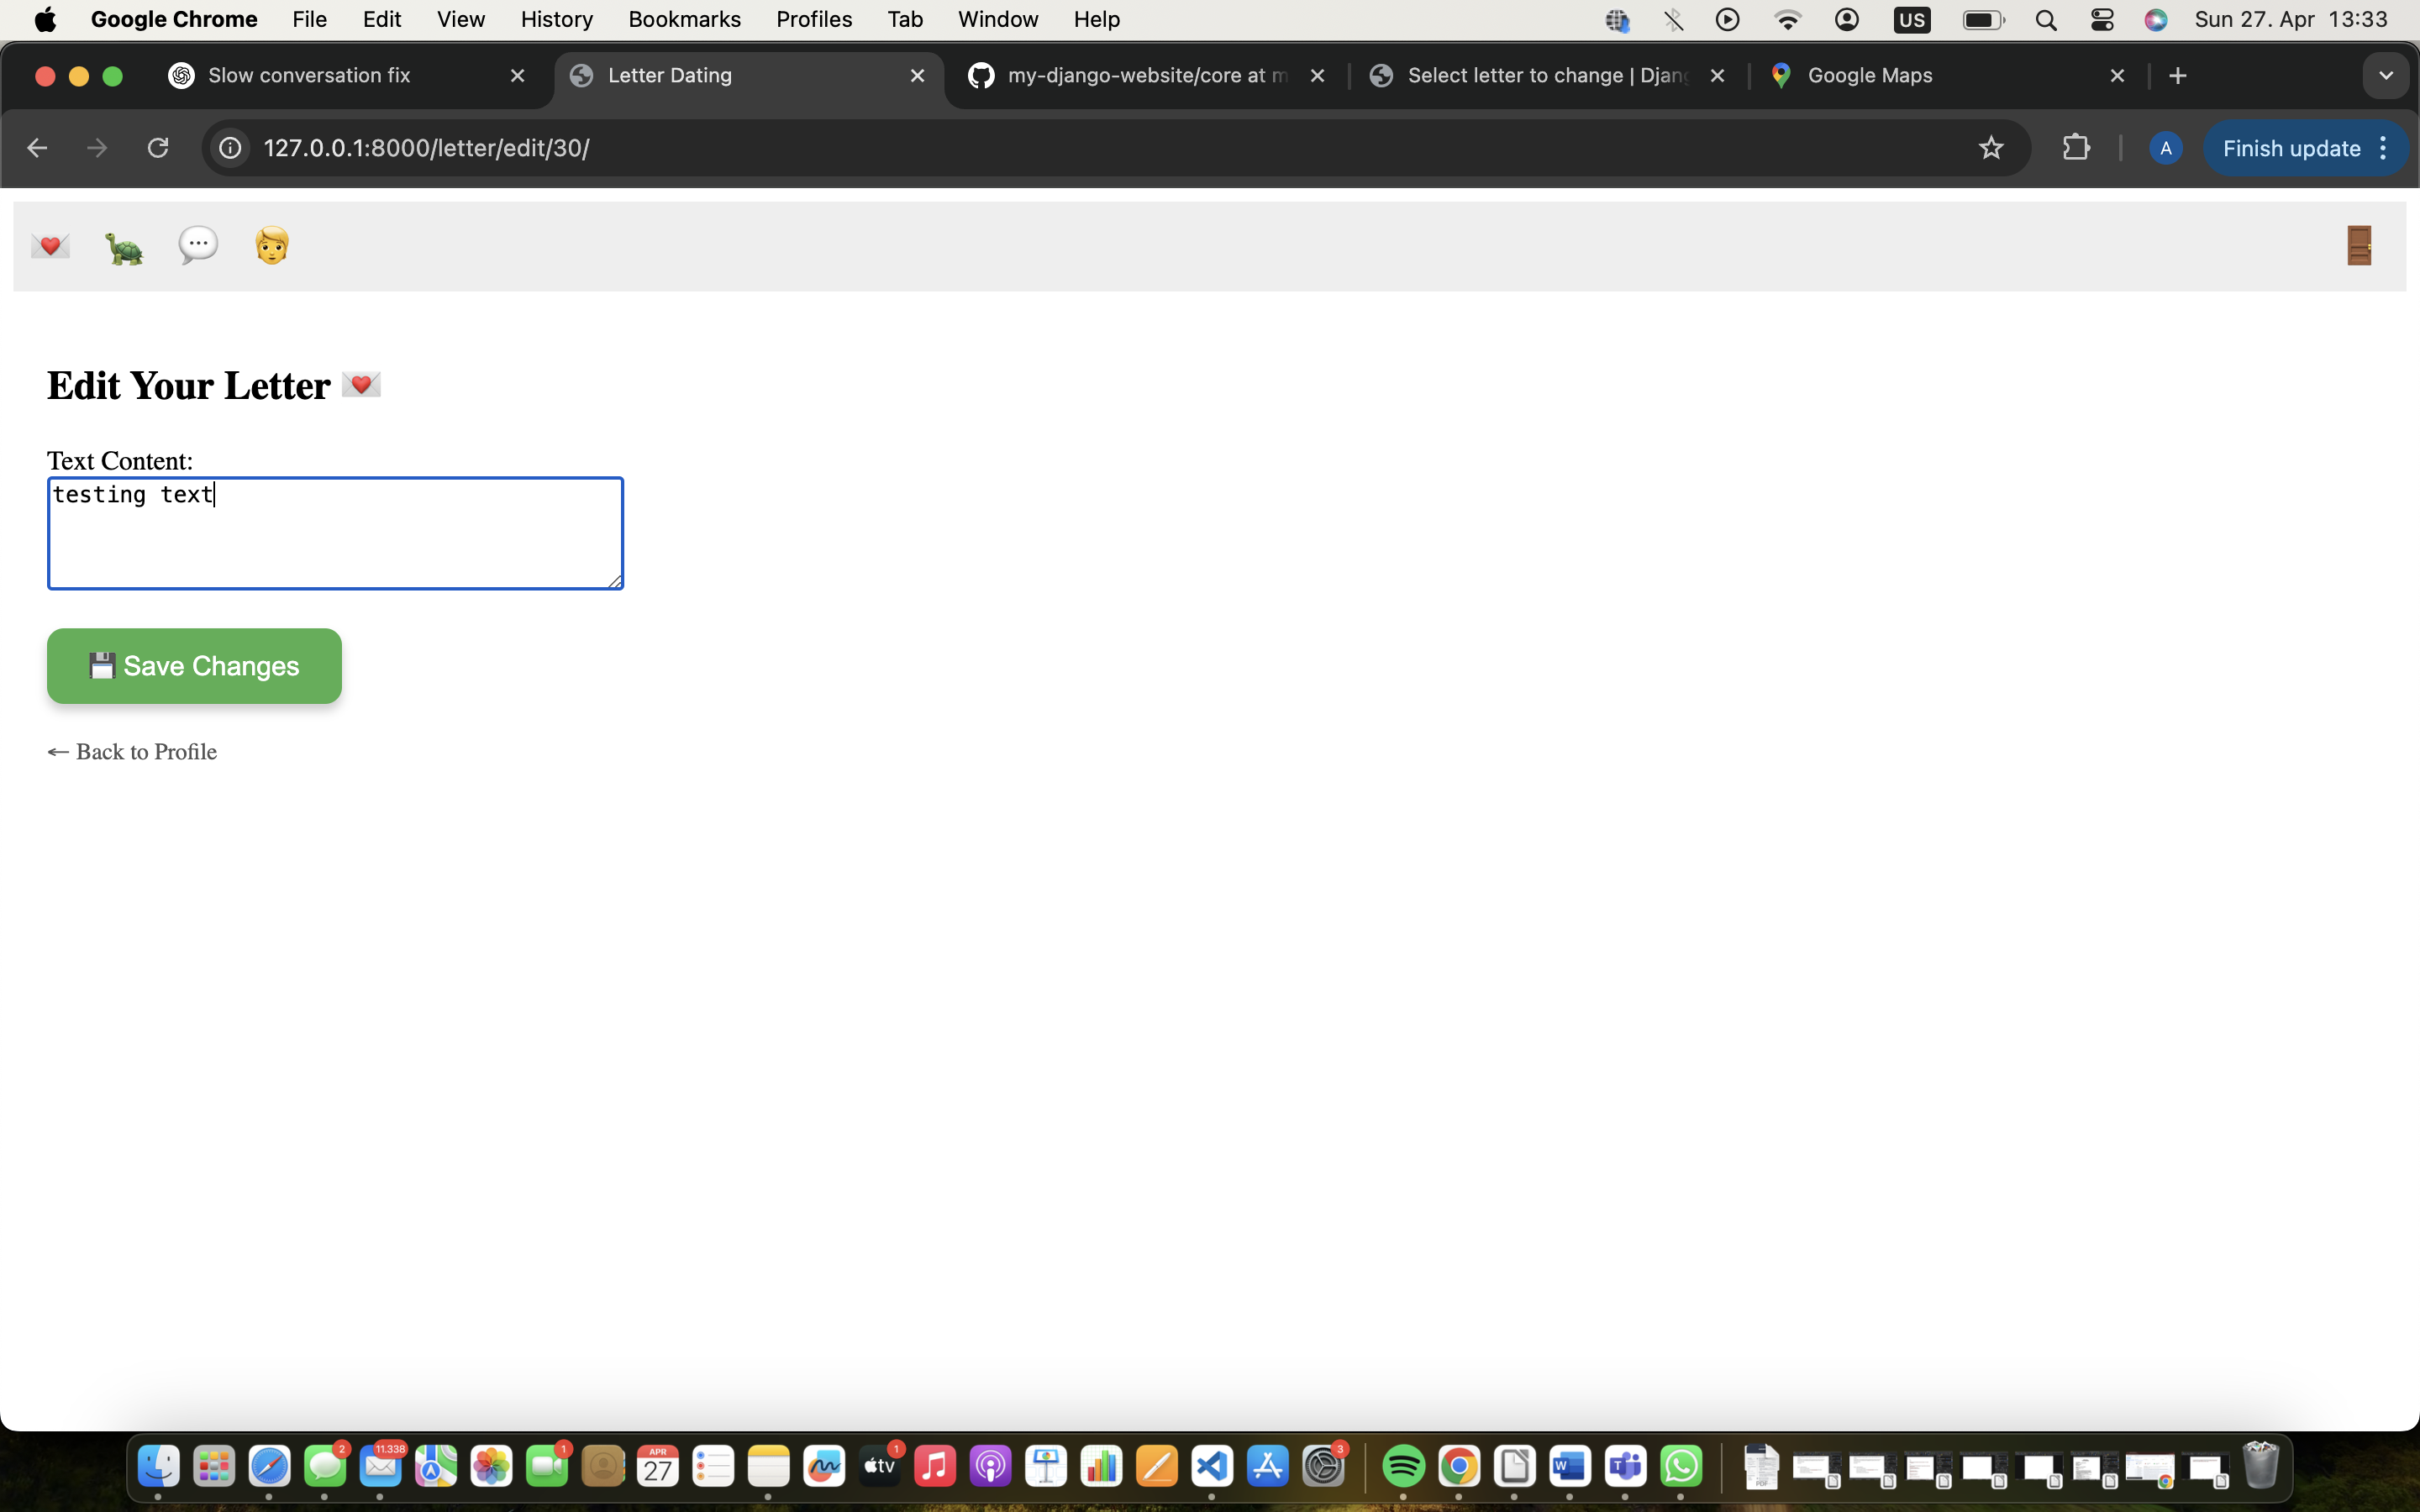 Google Chrome File Edit View History Bookmarks Profiles Tab Window Help US Sun 27. Apr 13:33
Slow conversation fix Letter Dating my-django-website/core at m Select letter to change | Djan Google Maps
127.0.0.1:8000/letter/edit/30/ A Finish update
Edit Your Letter
Text Content:
testing text
💾 Save Changes
← Back to Profile
2 11.338 1 APR 27 1 tv 3 W T PDF